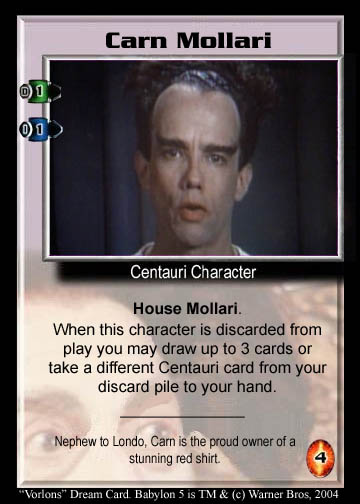 Carn Mollari
1
1
Centauri Character
House Mollari.
When this character is discarded from
play you may draw up to 3 cards or
take a different Centauri card from your
discard pile to your hand.
Nephew to Londo, Carn is the proud owner of a
stunning red shirt.
4
“Vorlons” Dream Card. Babylon 5 is TM & (c) Warner Bros, 2004